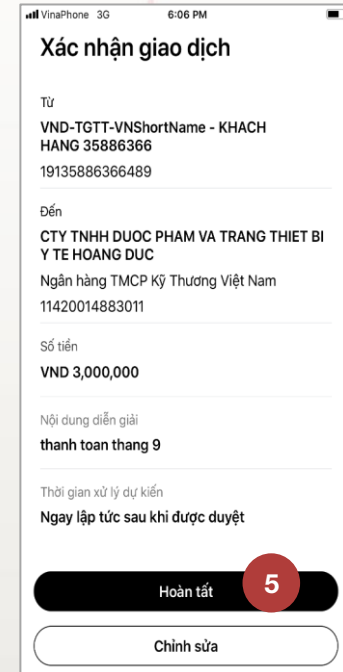 VinaPhone 3G 6:06 PM
Xác nhận giao dịch
Từ
VND-TGTT-VNShortName - KHACH
HANG 35886366
19135886366489
Đến
CTY TNHH DUOC PHAM VA TRANG THIET BI
Y TE HOANG DUC
Ngân hàng TMCP Kỹ Thương Việt Nam
11420014883011
Số tiền
VND 3,000,000
Nội dung diễn giải
thanh toan thang 9
Thời gian xử lý dự kiến
Ngay lập tức sau khi được duyệt
Hoàn tất 5
Chỉnh sửa